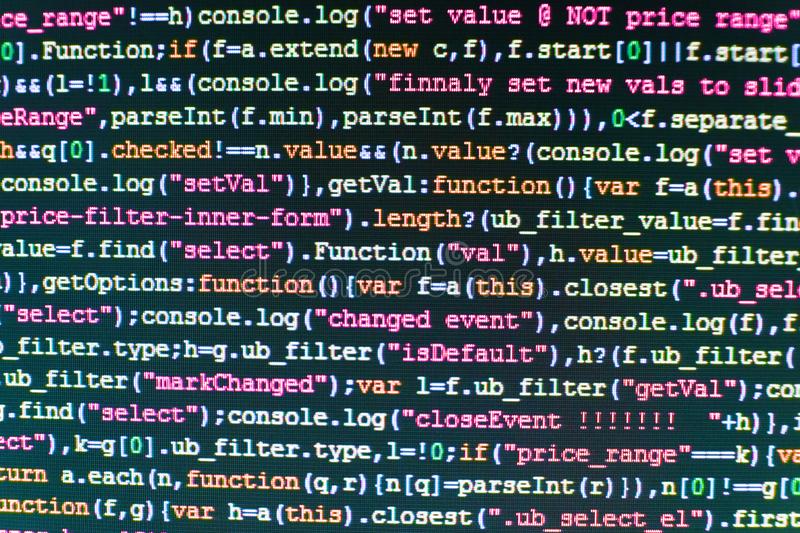 ce_range"!==h)console.log("set value @ NOT price range"
0].Function;if(f=a.extend(new c,f),f.start[0]||f.start[
)&&(l=!1),l&&(console.log("finnaly set new vals to slid
eRange",parseInt(f.min),parseInt(f.max))),0<f.separate_
h&&q[0].checked!==n.value&&(n.value?(console.log("set v
console.log("setVal")},getVal:function(){var f=a(this).
price-filter-inner-form").length?(ub_filter_value=f.fin
value=f.find("select").Function("val"),h.value=ub_filter
)},getOptions:function(){var f=a(this).closest(".ub_sele
("select");console.log("changed event"),console.log(f),f
b_filter.type;h=g.ub_filter("isDefault"),h?(f.ub_filter(
.ub_filter("markChanged");var l=f.ub_filter("getVal");con
g.find("select");console.log("closeEvent !!!!!!!  "+h)},i
ect"),k=g[0].ub_filter.type,l=!0;if("price_range"===k){va
turn a.each(n,function(q,r){n[q]=parseInt(r)}),n[0]!==g[0
unction(f,g){var h=a(this).closest(".ub_select_el").first
dreamstime